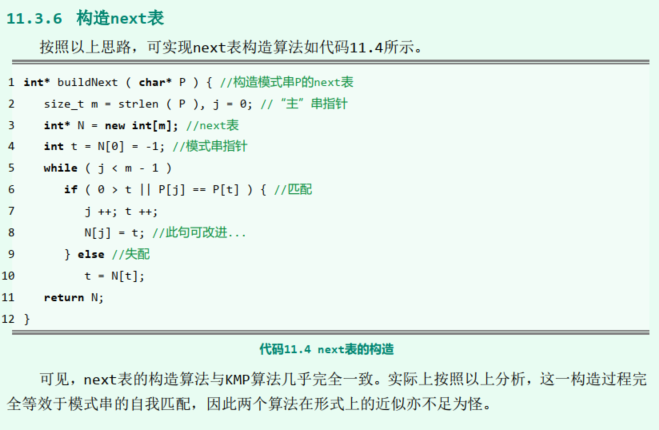 11.3.6 构造next表
按照以上思路，可实现next表构造算法如代码11.4所示。
1 int* buildNext ( char* P ) { //构造模式串P的next表
2 size_t m = strlen ( P ), j = 0; //“主”串指针
3 int* N = new int[m]; //next表
4 int t = N[0] = -1; //模式串指针
5 while ( j < m - 1 )
6 if ( 0 > t || P[j] == P[t] ) { //匹配
7 j ++; t ++;
8 N[j] = t; //此句可改进...
9 } else //失配
10 t = N[t];
11 return N;
12 }
代码11.4 next表的构造
可见，next表的构造算法与KMP算法几乎完全一致。实际上按照以上分析，这一构造过程完
全等效于模式串的自我匹配，因此两个算法在形式上的近似亦不足为怪。